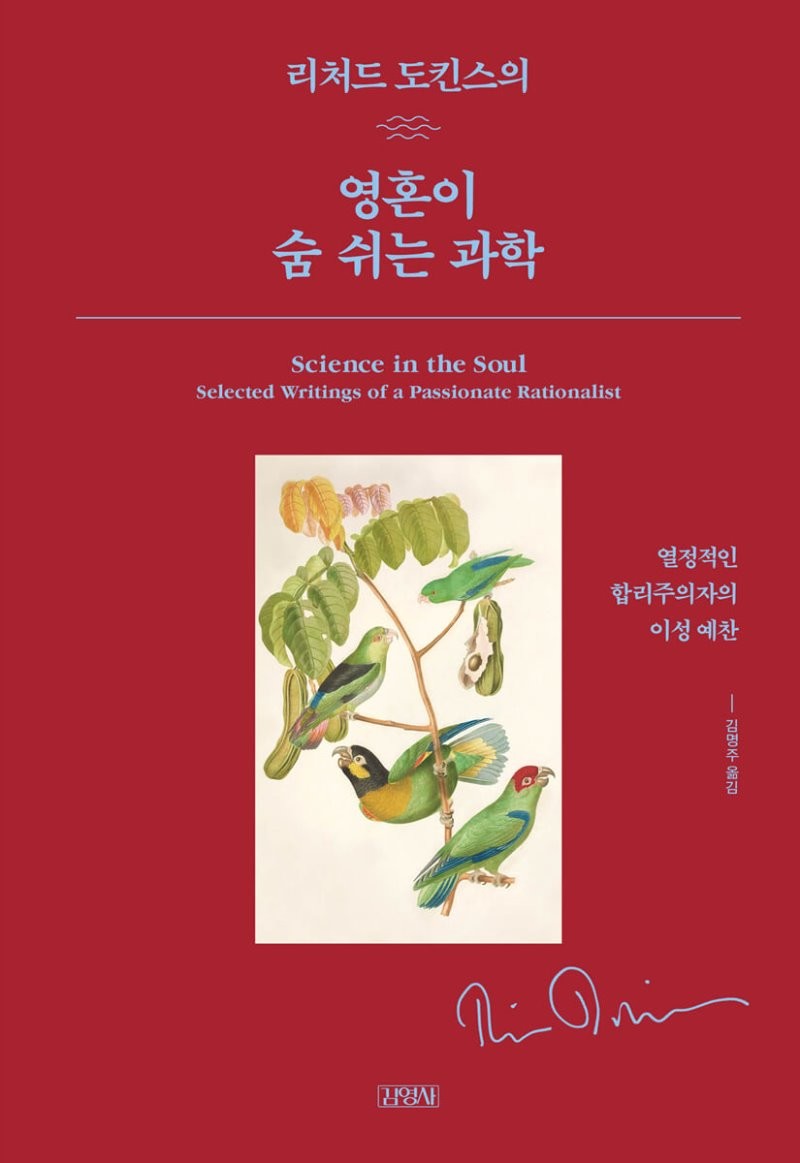 리처드 도킨스의
영혼이
숨 쉬는 과학
Science in the Soul
Selected Writings of a Passionate Rationalist
열정적인
합리주의자의
이성 예찬
김명주 옮김
김영사